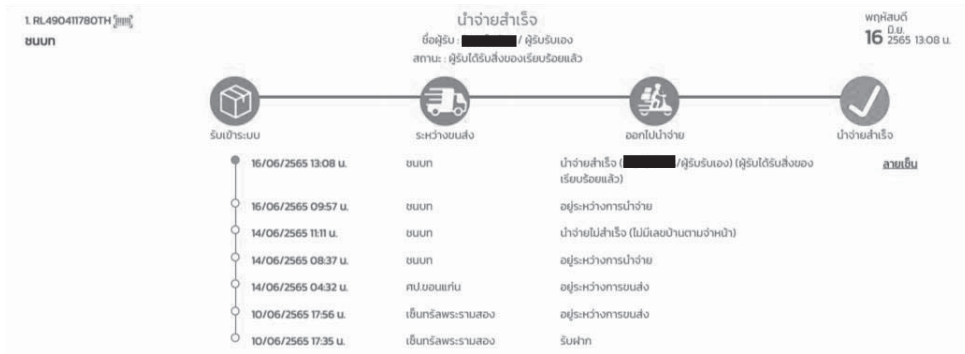 1. RL490411780TH
ชนบท
นำจ่ายสำเร็จ
ชื่อผู้รับ : / ผู้รับรับเอง
สถานะ : ผู้รับได้รับสิ่งของเรียบร้อยแล้ว
พฤหัสบดี
16 มิ.ย. 2565 13:08 น.
รับเข้าระบบ ระหว่างขนส่ง ออกไปนำจ่าย นำจ่ายสำเร็จ
16/06/2565 13:08 น. ชนบท นำจ่ายสำเร็จ ( /ผู้รับรับเอง) (ผู้รับได้รับสิ่งของ ลายเซ็น
เรียบร้อยแล้ว)
16/06/2565 09:57 น. ชนบท อยู่ระหว่างการนำจ่าย
14/06/2565 11:11 น. ชนบท นำจ่ายไม่สำเร็จ (ไม่มีเลขบ้านตามจ่าหน้า)
14/06/2565 08:37 น. ชนบท อยู่ระหว่างการนำจ่าย
14/06/2565 04:32 น. ศป.ขอนแก่น อยู่ระหว่างการขนส่ง
10/06/2565 17:56 น. เซ็นทรัลพระรามสอง อยู่ระหว่างการขนส่ง
10/06/2565 17:35 น. เซ็นทรัลพระรามสอง รับฝาก